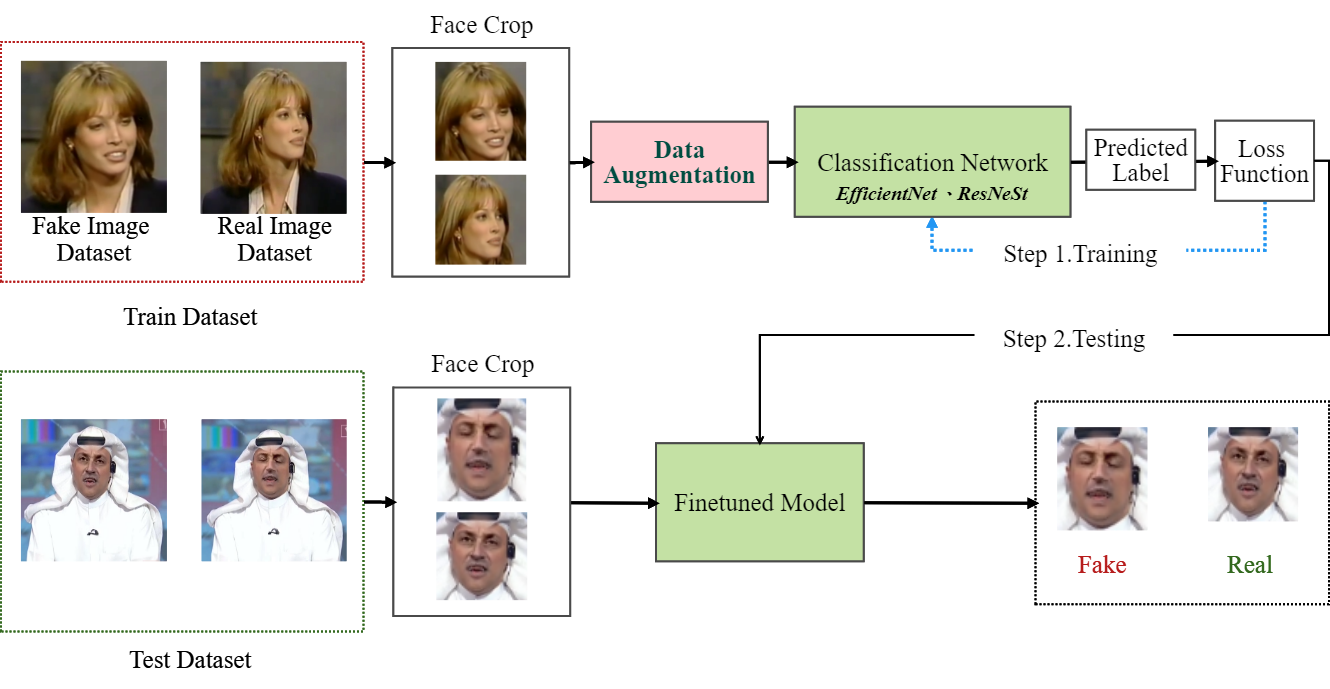 Face Crop
Fake Image
Dataset
Real Image
Dataset
Train Dataset
Data
Augmentation
Classification Network
EfficientNet、ResNeSt
Predicted
Label
Loss
Function
Step 1.Training
Step 2.Testing
Face Crop
Test Dataset
Finetuned Model
Fake
Real